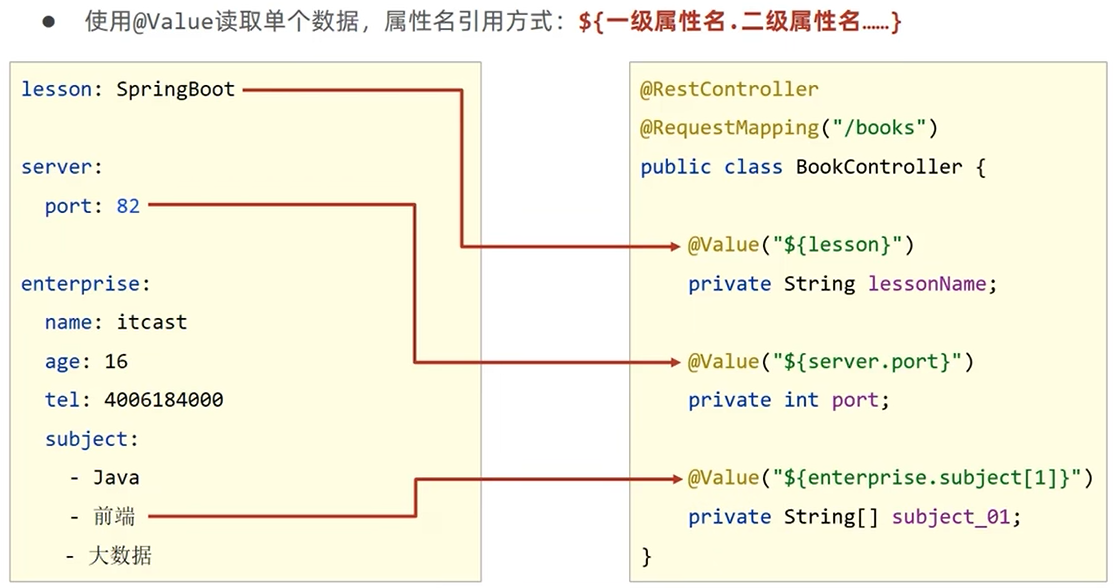 ● 使用@Value读取单个数据，属性名引用方式：${一级属性名.二级属性名……}
lesson: SpringBoot
server:
port: 82
enterprise:
name: itcast
age: 16
tel: 4006184000
subject:
- Java
- 前端
- 大数据
@RestController
@RequestMapping("/books")
public class BookController {
@Value("${lesson}")
private String lessonName;
@Value("${server.port}")
private int port;
@Value("${enterprise.subject[1]}")
private String[] subject_01;
}